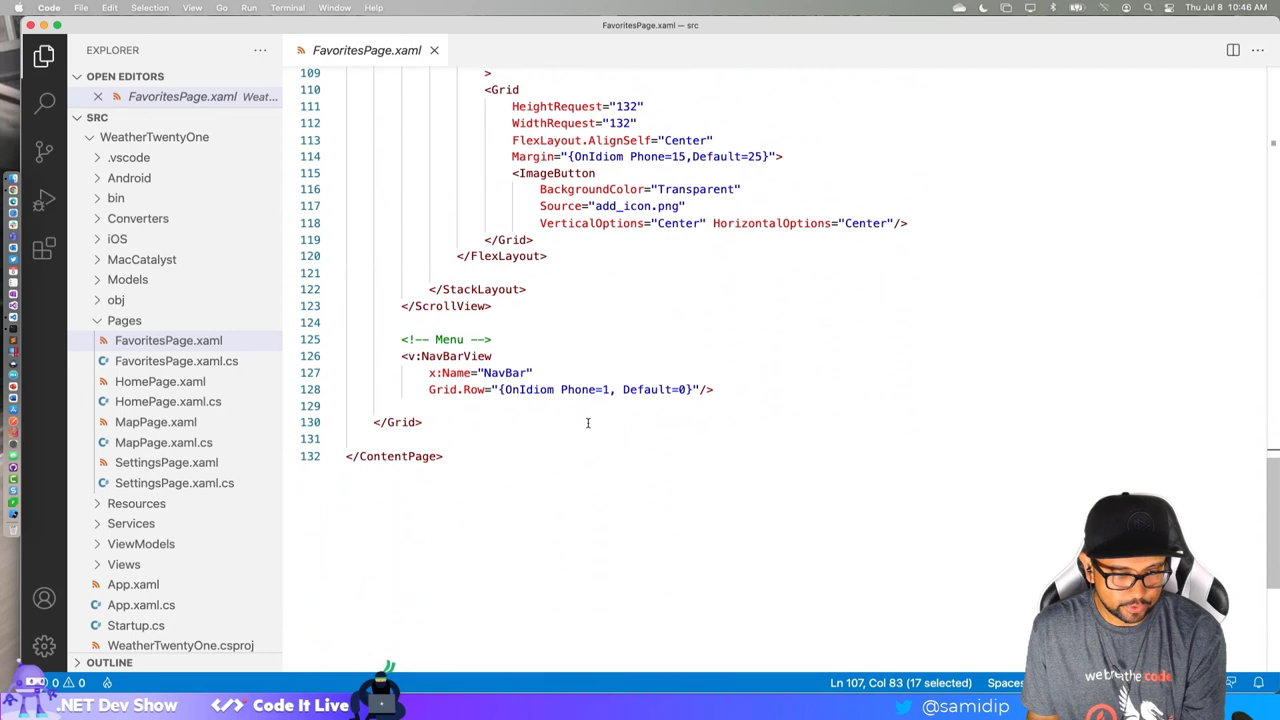 Code File Edit Selection View Go Run Terminal Window Help
Thu Jul 8 10:46 AM
FavoritesPage.xaml — src
EXPLORER
FavoritesPage.xaml
OPEN EDITORS
FavoritesPage.xaml Weat...
SRC
WeatherTwentyOne
.vscode
Android
bin
Converters
iOS
MacCatalyst
Models
obj
Pages
FavoritesPage.xaml
FavoritesPage.xaml.cs
HomePage.xaml
HomePage.xaml.cs
MapPage.xaml
MapPage.xaml.cs
SettingsPage.xaml
SettingsPage.xaml.cs
Resources
Services
ViewModels
Views
App.xaml
App.xaml.cs
Startup.cs
WeatherTwentyOne.csproj
OUTLINE
109 >
110 <Grid
111 HeightRequest="132"
112 WidthRequest="132"
113 FlexLayout.AlignSelf="Center"
114 Margin="{OnIdiom Phone=15,Default=25}">
115 <ImageButton
116 BackgroundColor="Transparent"
117 Source="add_icon.png"
118 VerticalOptions="Center" HorizontalOptions="Center"/>
119 </Grid>
120 </FlexLayout>
121
122 </StackLayout>
123 </ScrollView>
124
125 <!-- Menu -->
126 <v:NavBarView
127 x:Name="NavBar"
128 Grid.Row="{OnIdiom Phone=1, Default=0}"/>
129
130 </Grid>
131
132 </ContentPage>
we breathe code
0 0
Ln 107, Col 83 (17 selected)
Spaces
.NET Dev Show
Code It Live
@samidip